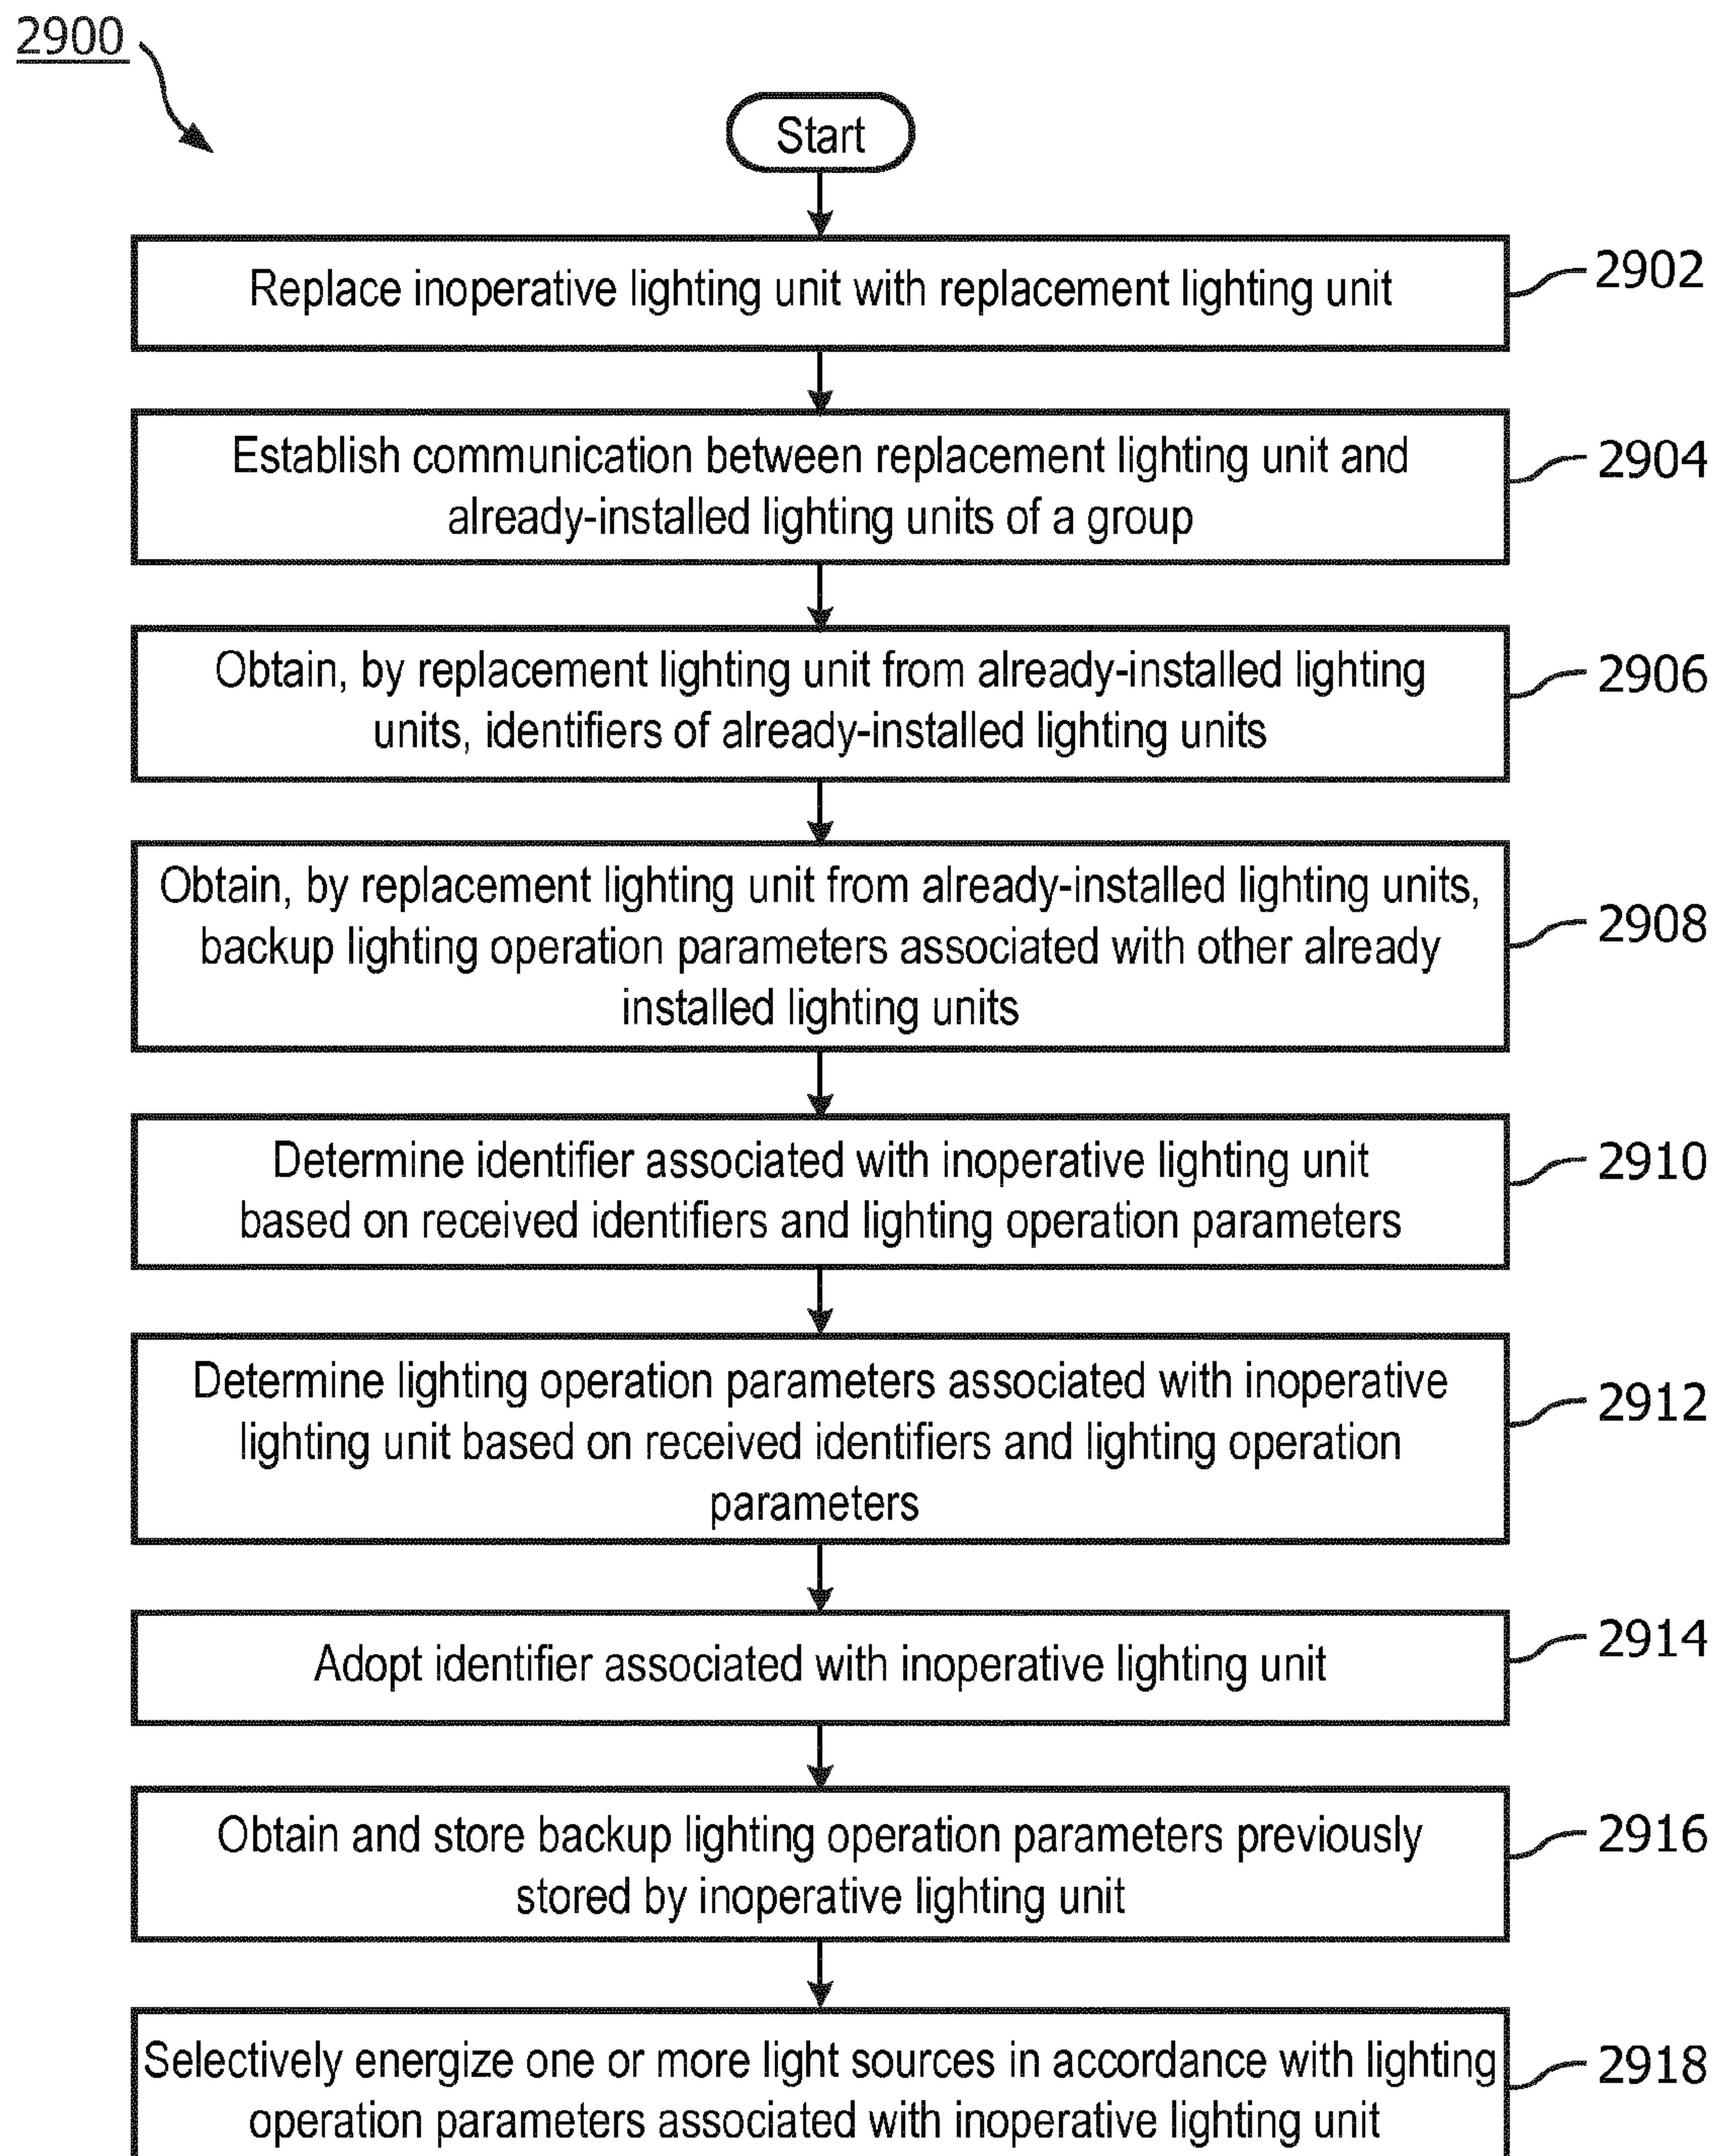 2900
Start
Replace inoperative lighting unit with replacement lighting unit
2902
Establish communication between replacement lighting unit and
already-installed lighting units of a group
2904
Obtain, by replacement lighting unit from already-installed lighting
units, identifiers of already-installed lighting units
2906
Obtain, by replacement lighting unit from already-installed lighting units,
backup lighting operation parameters associated with other already
installed lighting units
2908
Determine identifier associated with inoperative lighting unit
based on received identifiers and lighting operation parameters
2910
Determine lighting operation parameters associated with inoperative
lighting unit based on received identifiers and lighting operation
parameters
2912
Adopt identifier associated with inoperative lighting unit
2914
Obtain and store backup lighting operation parameters previously
stored by inoperative lighting unit
2916
Selectively energize one or more light sources in accordance with lighting
operation parameters associated with inoperative lighting unit
2918